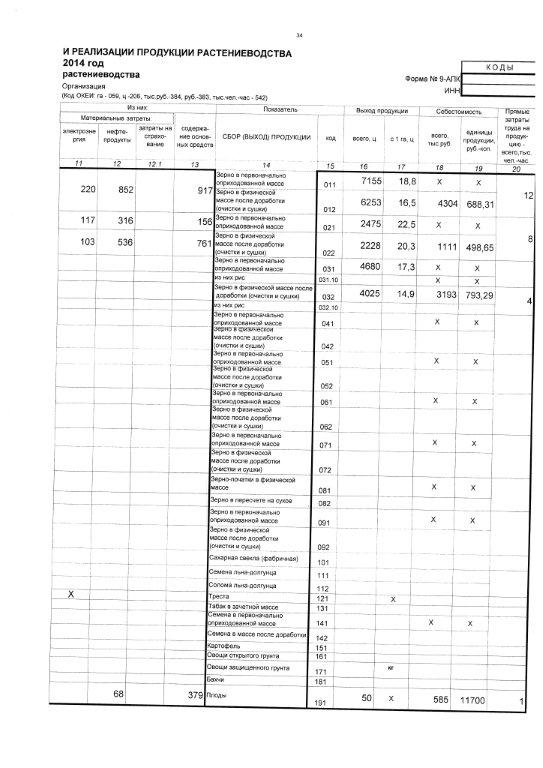 34
И РЕАЛИЗАЦИИ ПРОДУКЦИИ РАСТЕНИЕВОДСТВА
2014 год
растениеводства
КОДЫ
Форма № 9-АПК
Организация
ИНН
(Код ОКЕИ: га - 059, ц -206, тыс.руб.-384, руб.-383, тыс.чел.-час - 542)
Из них: Показатель Выход продукции Себестоимость Прямые затраты труда на продукцию - всего,тыс. чел.-час
Материальные затраты
электроэнергия нефтепродукты затраты на страхование содержание основных средств СБОР (ВЫХОД) ПРОДУКЦИИ код всего, ц с 1 га, ц всего, тыс.руб единицы продукции, руб.-коп.
11 12 12.1 13 14 15 16 17 18 19 20
220 852 917 Зерно в первоначально
оприходованной массе 011 7155 18,8 X X 12
Зерно в физической
массе после доработки
(очистки и сушки) 012 6253 16,5 4304 688,31
117 316 156 Зерно в первоначально
оприходованной массе 021 2475 22,5 X X 8
103 536 761 Зерно в физической
массе после доработки
(очистки и сушки) 022 2228 20,3 1111 498,65
Зерно в первоначально
оприходованной массе 031 4680 17,3 X X
из них рис 031.10 X X
Зерно в физической массе после
доработки (очистки и сушки) 032 4025 14,9 3193 793,29 4
из них рис 032.10
Зерно в первоначально
оприходованной массе 041 X X
Зерно в физической
массе после доработки
(очистки и сушки) 042
Зерно в первоначально
оприходованной массе 051 X X
Зерно в физической
массе после доработки
(очистки и сушки) 052
Зерно в первоначально
оприходованной массе 061 X X
Зерно в физической
массе после доработки
(очистки и сушки) 062
Зерно в первоначально
оприходованной массе 071 X X
Зерно в физической
массе после доработки
(очистки и сушки) 072
Зерно-початки в физической
массе 081 X X
Зерно в пересчете на сухое 082
Зерно в первоначально
оприходованной массе 091 X X
Зерно в физической
массе после доработки
(очистки и сушки) 092
Сахарная свекла (фабричная) 101
Семена льна-долгунца 111
Солома льна-долгунца 112
X Треста 121 X
Табак в зачетной массе 131
Семена в первоначально
оприходованной массе 141 X X
Семена в массе после доработки 142
Картофель 151
Овощи открытого грунта 161
Овощи защищенного грунта 171 кг
Бахчи 181
68 379 Плоды 191 50 X 585 11700 1